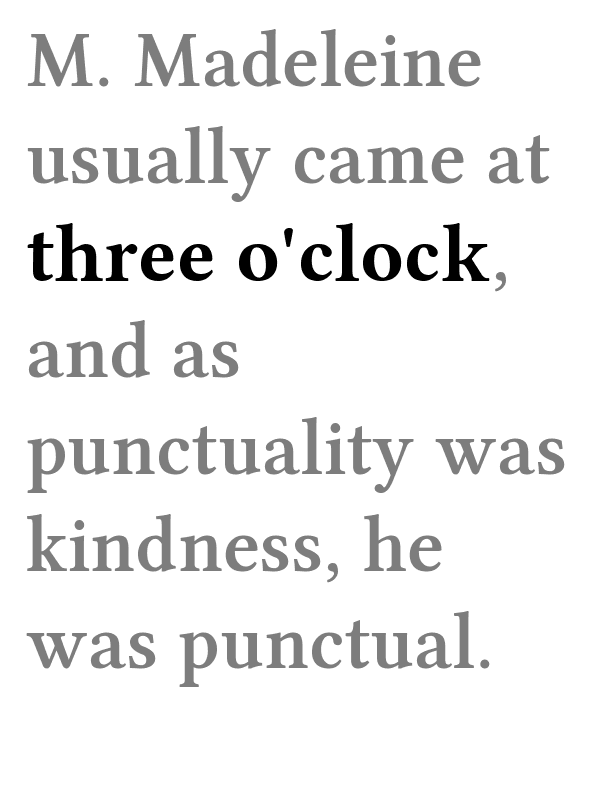 M. Madeleine
usually came at
three o'clock,
and as
punctuality was
kindness, he
was punctual.